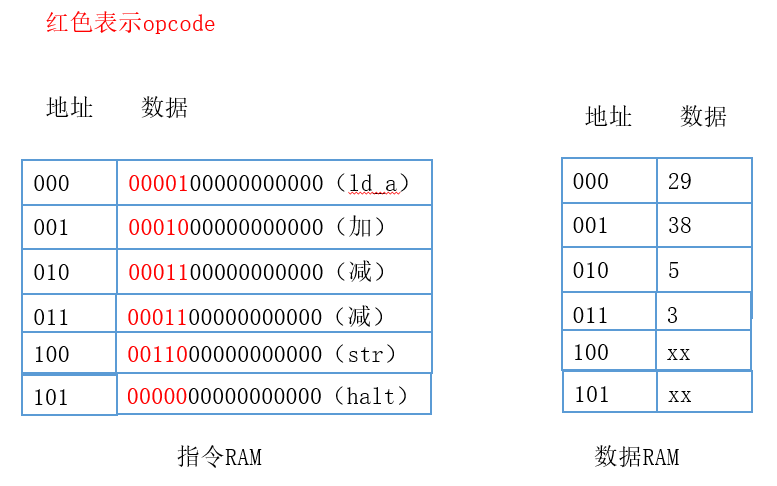 红色表示opcode
地址 数据
地址 数据
000 0000100000000000（ld_a）
001 0001000000000000（加）
010 0001100000000000（减）
011 0001100000000000（减）
100 0011000000000000（str）
101 0000000000000000（halt）
000 29
001 38
010 5
011 3
100 xx
101 xx
指令RAM
数据RAM